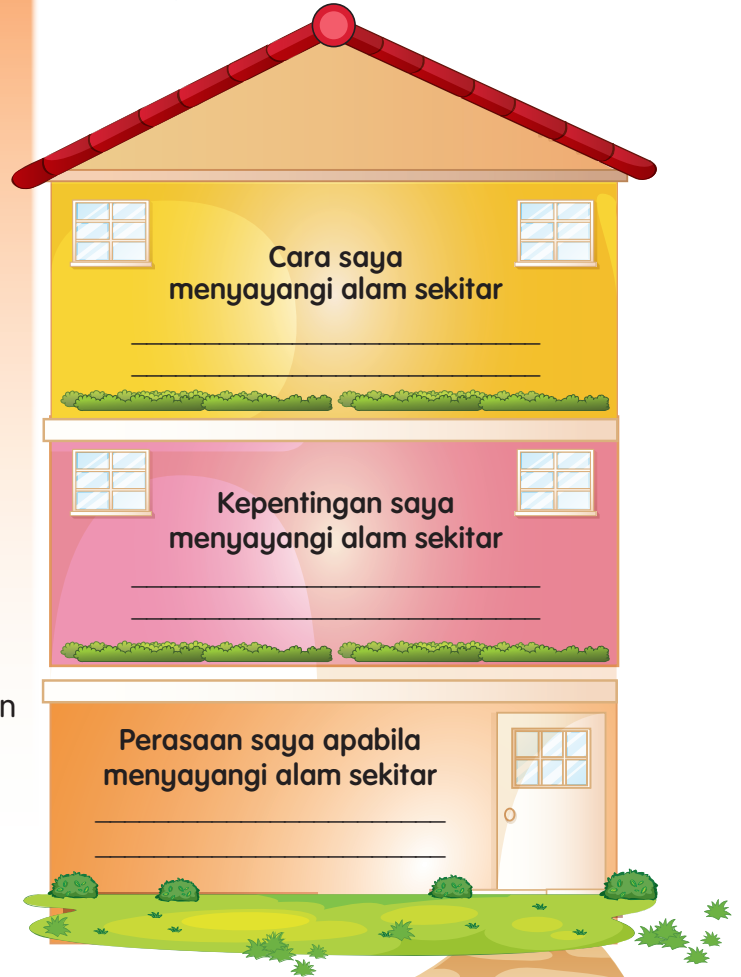 Cara saya
menyayangi alam sekitar
Kepentingan saya
menyayangi alam sekitar
n
Perasaan saya apabila
menyayangi alam sekitar